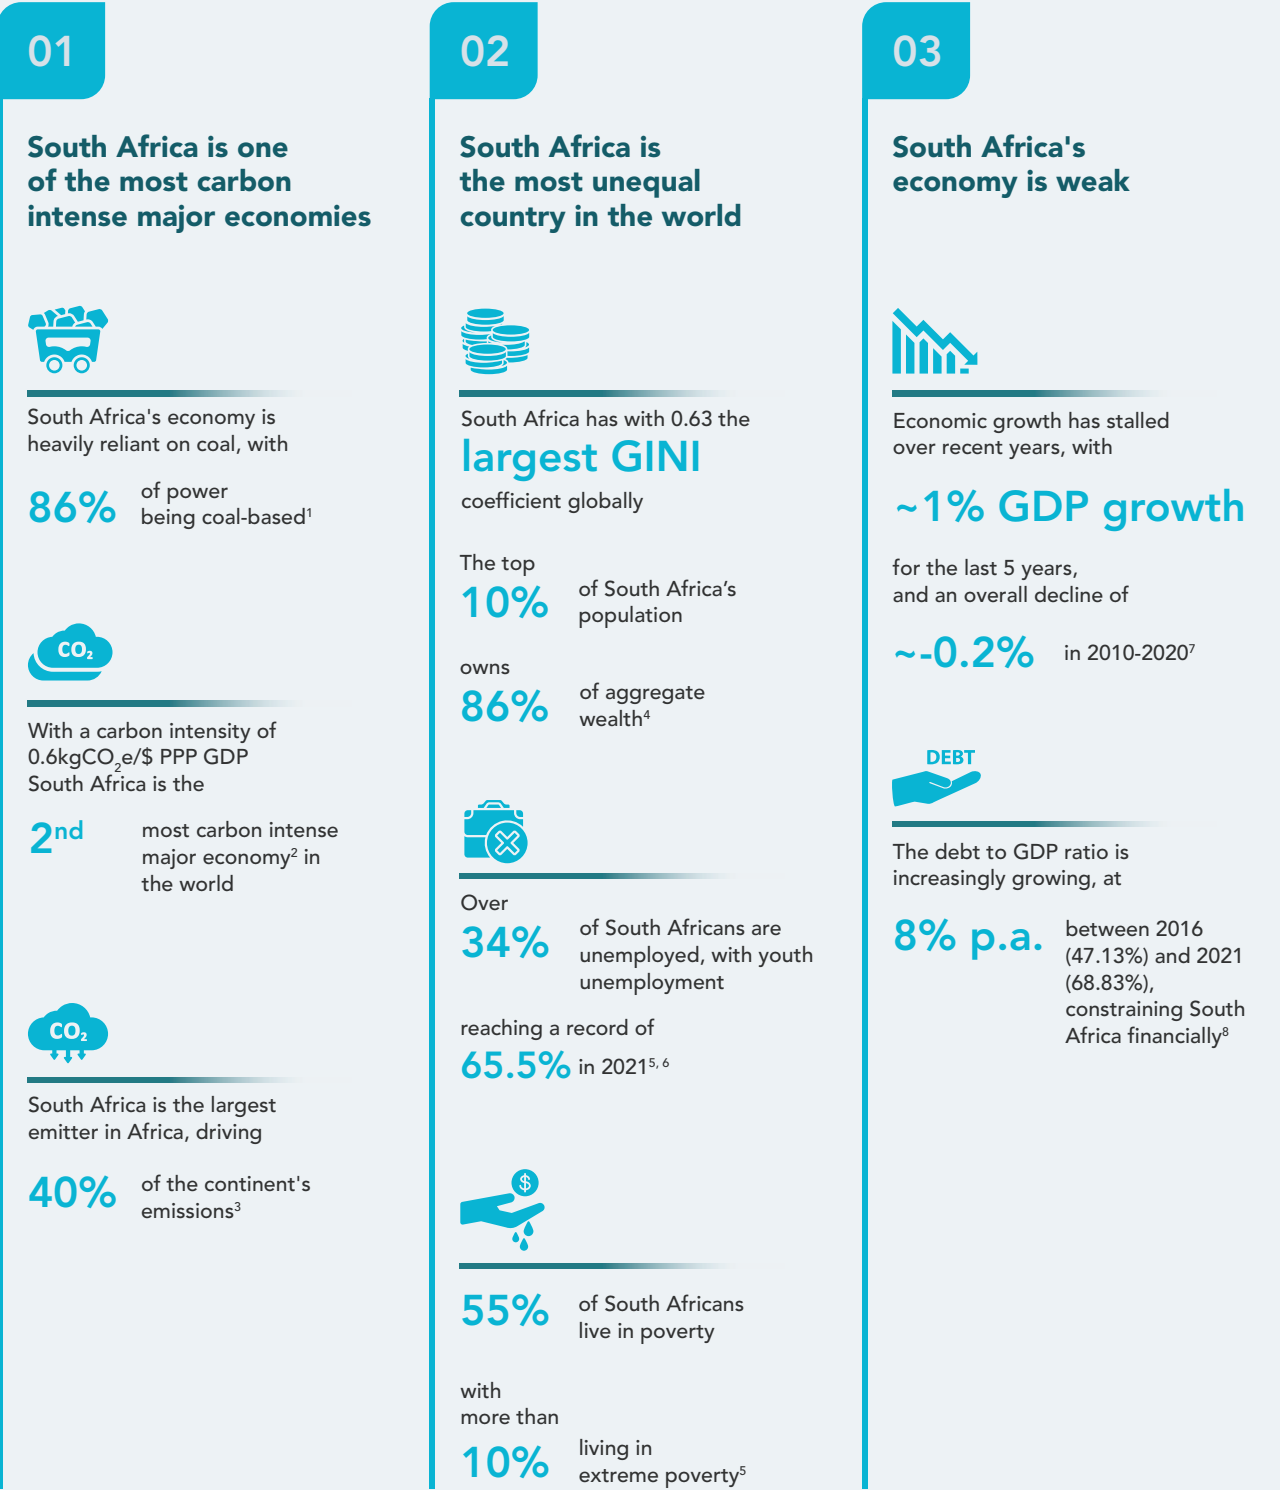 01
South Africa is one
of the most carbon
intense major economies
South Africa's economy is
heavily reliant on coal, with
86%
of power
being coal-based¹
CO₂
With a carbon intensity of
0.6kgCO₂e/$ PPP GDP
South Africa is the
2ⁿᵈ
most carbon intense
major economy² in
the world
CO₂
South Africa is the largest
emitter in Africa, driving
40%
of the continent's
emissions³
02
South Africa is
the most unequal
country in the world
South Africa has with 0.63 the
largest GINI
coefficient globally
The top
10%
of South Africa’s
population
owns
86%
of aggregate
wealth⁴
Over
34%
of South Africans are
unemployed, with youth
unemployment
reaching a record of
65.5% in 2021⁵, ⁶
$
55%
of South Africans
live in poverty
with
more than
10%
living in
extreme poverty⁵
03
South Africa's
economy is weak
Economic growth has stalled
over recent years, with
~1% GDP growth
for the last 5 years,
and an overall decline of
~-0.2% in 2010-2020⁷
DEBT
The debt to GDP ratio is
increasingly growing, at
8% p.a.
between 2016
(47.13%) and 2021
(68.83%),
constraining South
Africa financially⁸